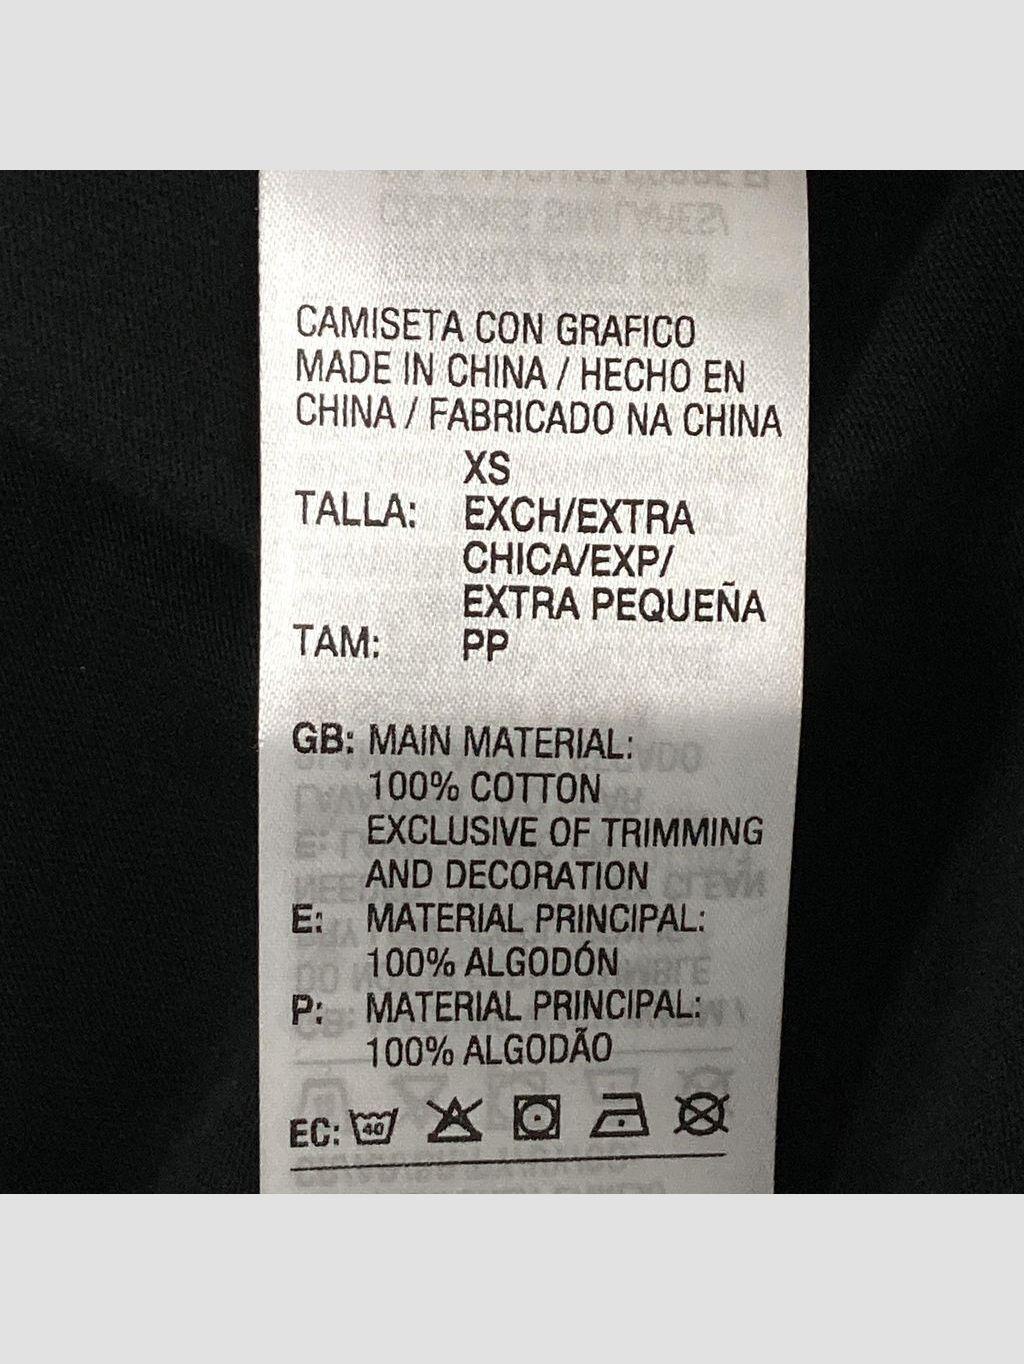 CAMISETA CON GRAFICO
MADE IN CHINA / HECHO EN
CHINA / FABRICADO NA CHINA
XS
TALLA: EXCH/EXTRA
CHICA/EXP/
EXTRA PEQUEÑA
TAM: PP
GB: MAIN MATERIAL:
100% COTTON
EXCLUSIVE OF TRIMMING
AND DECORATION
E: MATERIAL PRINCIPAL:
100% ALGODÓN
P: MATERIAL PRINCIPAL:
100% ALGODÃO
EC: 40